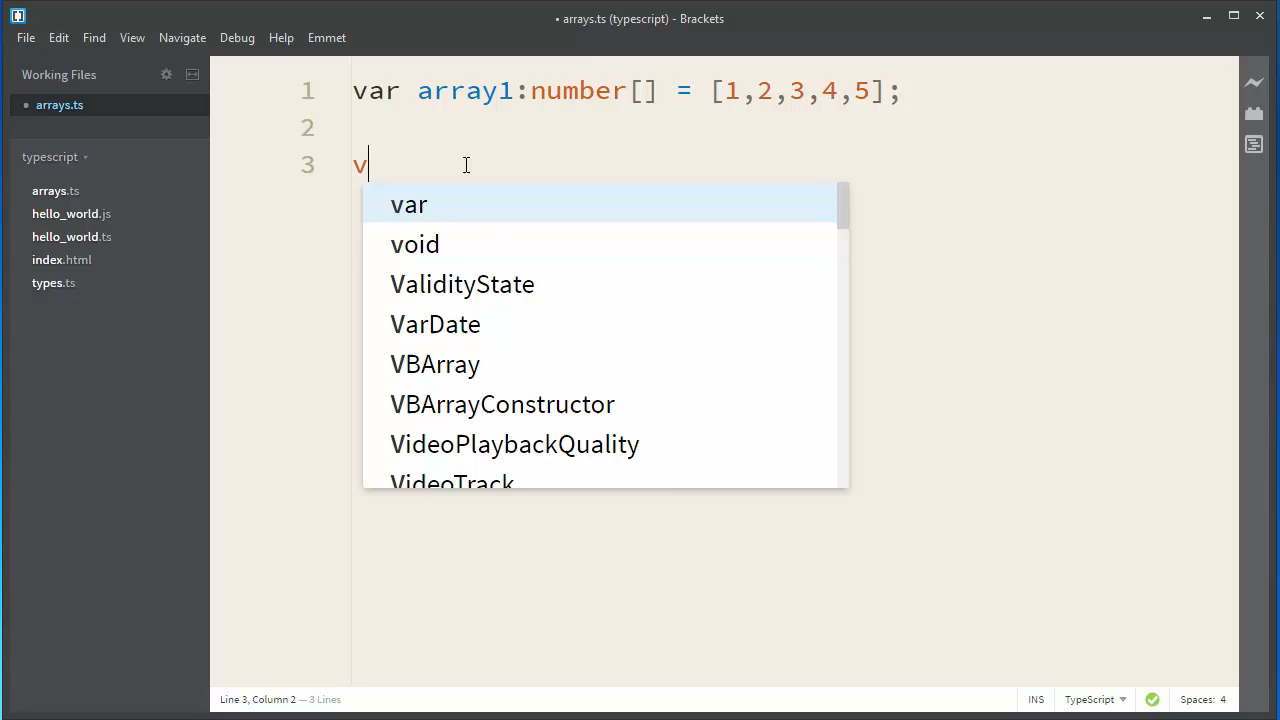 • arrays.ts (typescript) - Brackets
File Edit Find View Navigate Debug Help Emmet
Working Files
• arrays.ts
typescript
arrays.ts
hello_world.js
hello_world.ts
index.html
types.ts
1 var array1:number[] = [1,2,3,4,5];
2
3 v
var
void
ValidityState
VarDate
VBArray
VBArrayConstructor
VideoPlaybackQuality
VideoTrack
Line 3, Column 2 — 3 Lines
INS TypeScript Spaces: 4